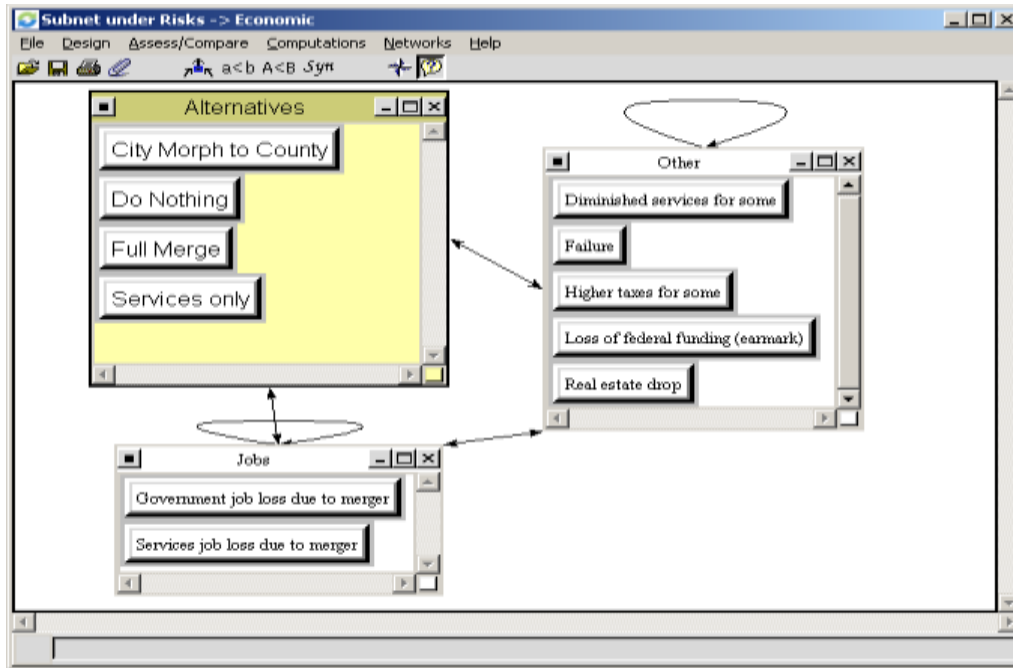 Subnet under Risks -> Economic
File Design Assess/Compare Computations Networks Help
a<b A<B Syn
Alternatives
City Morph to County
Do Nothing
Full Merge
Services only
Other
Diminished services for some
Failure
Higher taxes for some
Loss of federal funding (earmark)
Real estate drop
Jobs
Government job loss due to merger
Services job loss due to merger